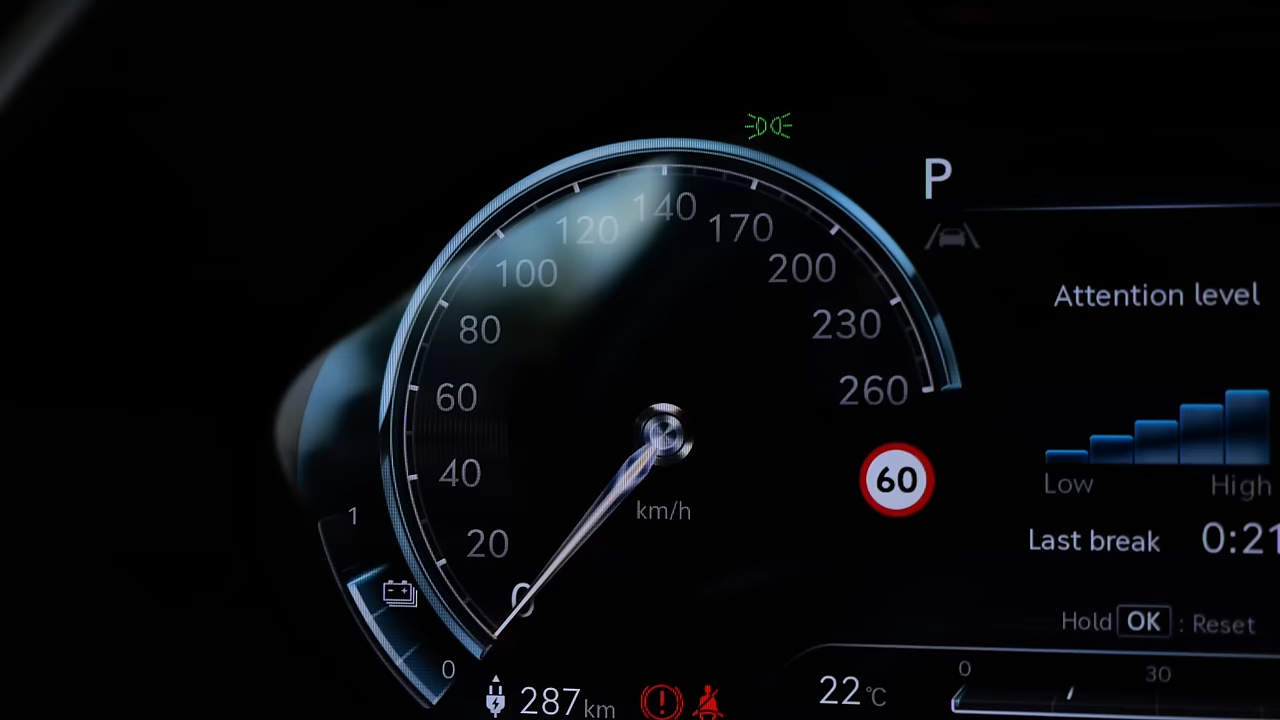 P
140
120
170
100
200
Attention level
80
230
60
260
40
60
Low
High
km/h
1
20
Last break 0:21
0
Hold OK : Reset
0
0
30
287 km
22 °C